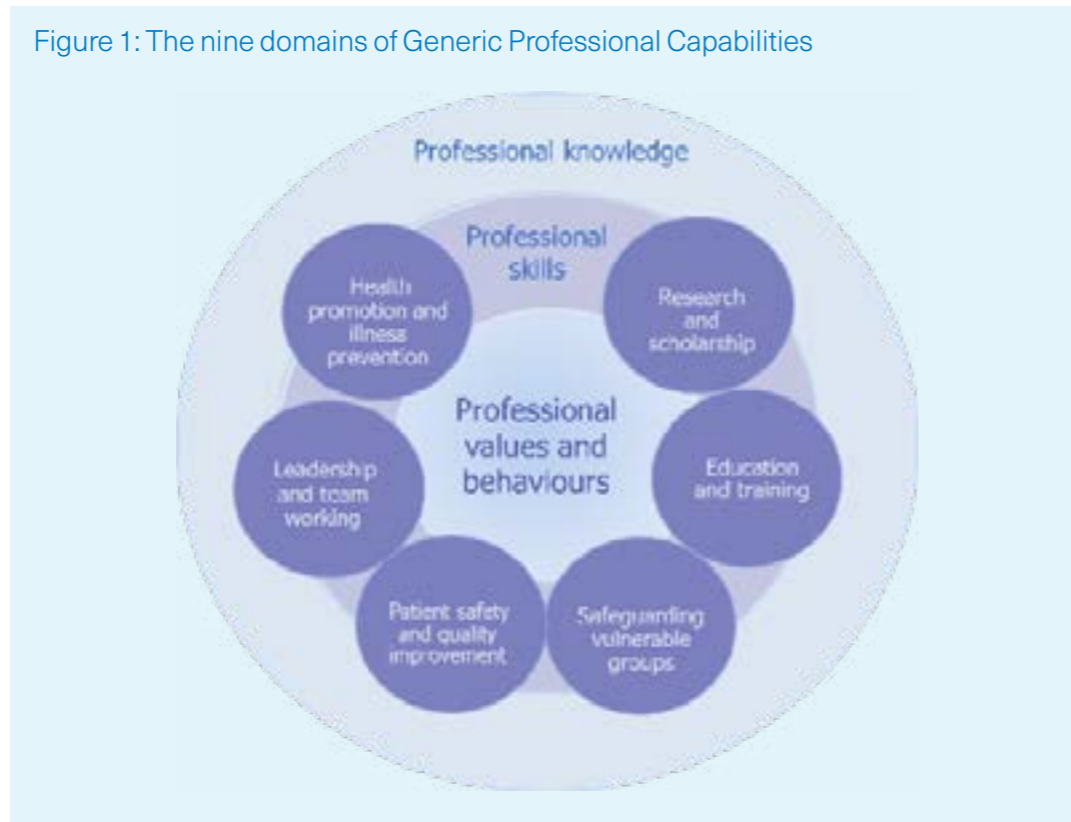 Figure 1: The nine domains of Generic Professional Capabilities
Professional knowledge
Professional
skills
Health
promotion and
illness
prevention
Research
and
scholarship
Professional
values and
behaviours
Leadership
and team
working
Education
and training
Patient safety
and quality
improvement
Safeguarding
vulnerable
groups